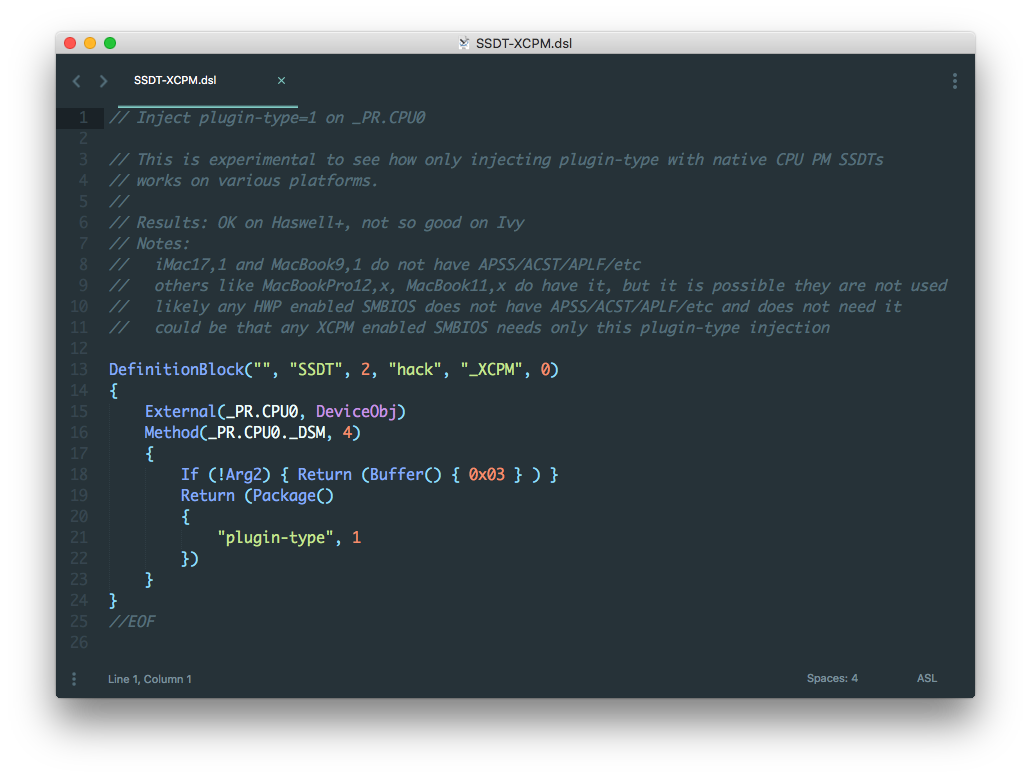 SSDT-XCPM.dsl
SSDT-XCPM.dsl ×
1 // Inject plugin-type=1 on _PR.CPU0
2
3 // This is experimental to see how only injecting plugin-type with native CPU PM SSDTs
4 // works on various platforms.
5 //
6 // Results: OK on Haswell+, not so good on Ivy
7 // Notes:
8 //   iMac17,1 and MacBook9,1 do not have APSS/ACST/APLF/etc
9 //   others like MacBookPro12,x, MacBook11,x do have it, but it is possible they are not used
10 //   likely any HWP enabled SMBIOS does not have APSS/ACST/APLF/etc and does not need it
11 //   could be that any XCPM enabled SMBIOS needs only this plugin-type injection
12
13 DefinitionBlock("", "SSDT", 2, "hack", "_XCPM", 0)
14 {
15     External(_PR.CPU0, DeviceObj)
16     Method(_PR.CPU0._DSM, 4)
17     {
18         If (!Arg2) { Return (Buffer() { 0x03 } ) }
19         Return (Package()
20         {
21             "plugin-type", 1
22         })
23     }
24 }
25 //EOF
26
Line 1, Column 1 Spaces: 4 ASL